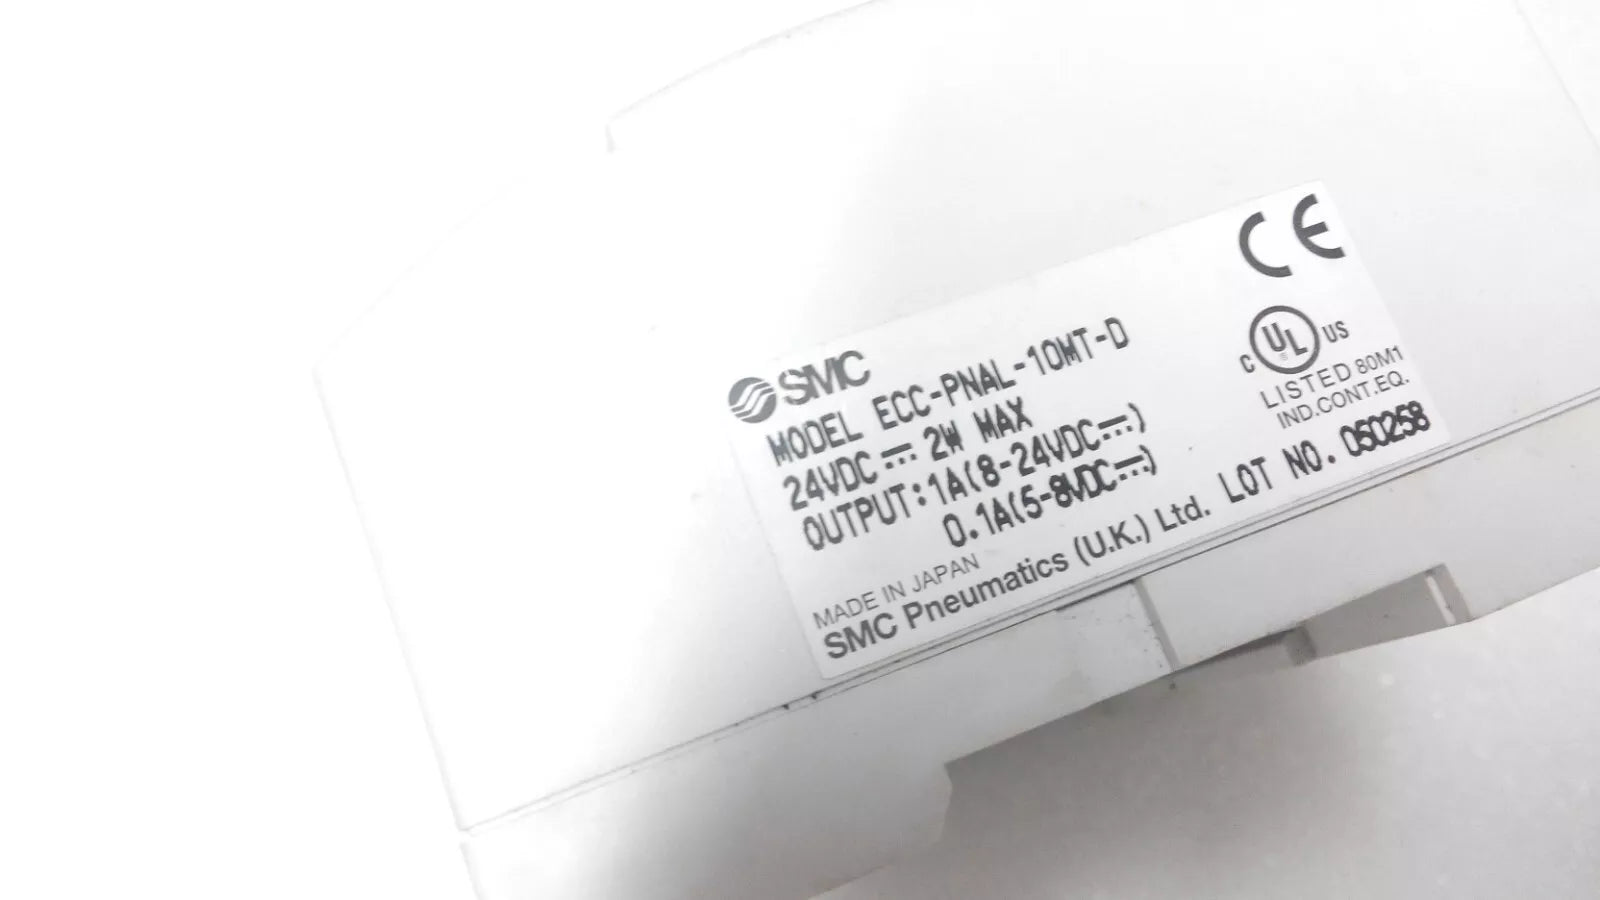 SMC
CE
MODEL ECC-PNAL-10MT-D
24VDC⎓ 2W MAX
OUTPUT:1A(8-24VDC⎓)
0.1A(5-8VDC⎓)
C UL US
®
LISTED 80M1
IND.CONT.EQ.
MADE IN JAPAN
SMC Pneumatics (U.K.) Ltd. LOT NO. 050258